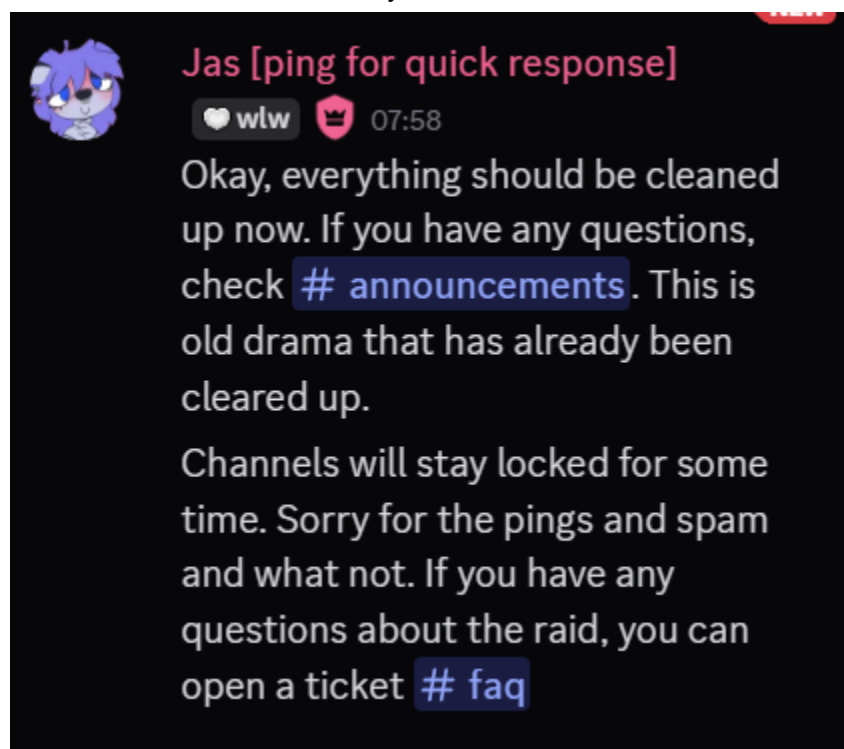 NEW
Jas [ping for quick response]
wlw 07:58
Okay, everything should be cleaned
up now. If you have any questions,
check # announcements. This is
old drama that has already been
cleared up.
Channels will stay locked for some
time. Sorry for the pings and spam
and what not. If you have any
questions about the raid, you can
open a ticket # faq